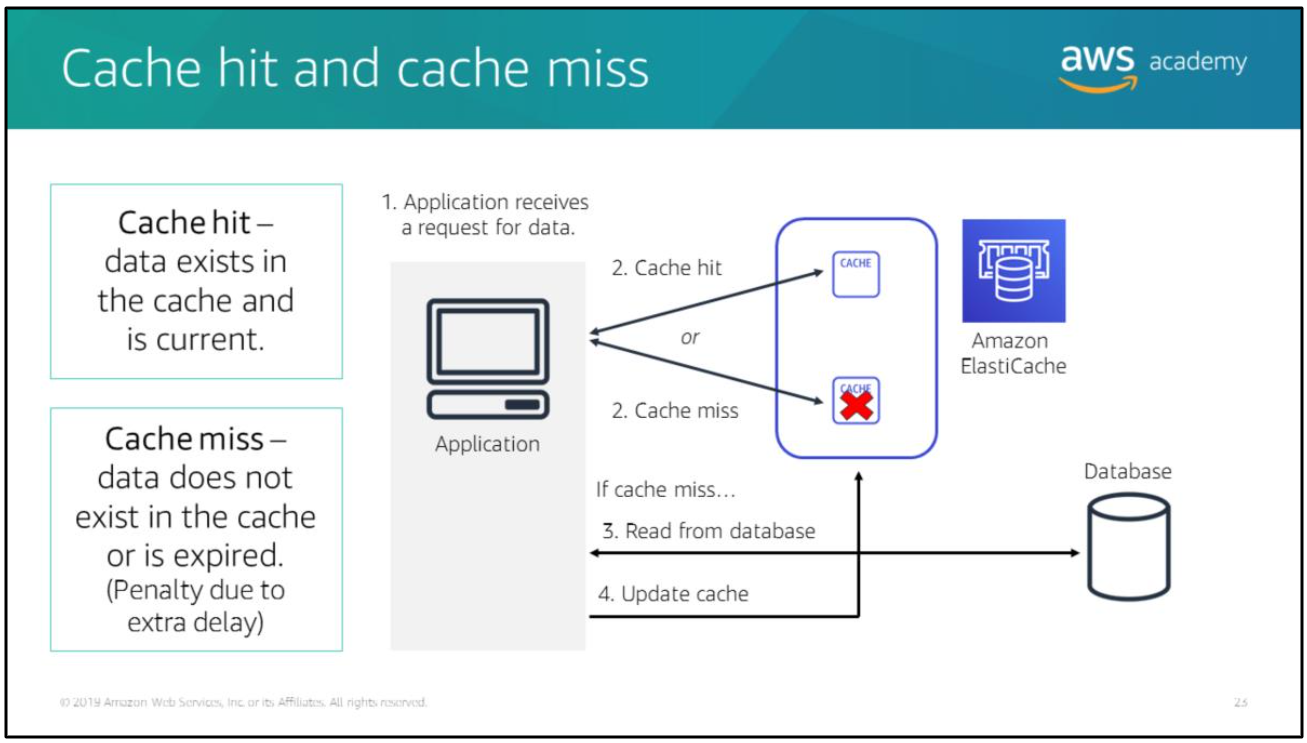 Cache hit and cache miss
aws academy
Cache hit –
data exists in
the cache and
is current.
Cache miss –
data does not
exist in the cache
or is expired.
(Penalty due to
extra delay)
1. Application receives
a request for data.
Application
2. Cache hit
or
2. Cache miss
CACHE
CACHE
Amazon
ElastiCache
If cache miss...
3. Read from database
4. Update cache
Database
© 2019 Amazon Web Services, Inc. or its Affiliates. All rights reserved.
23